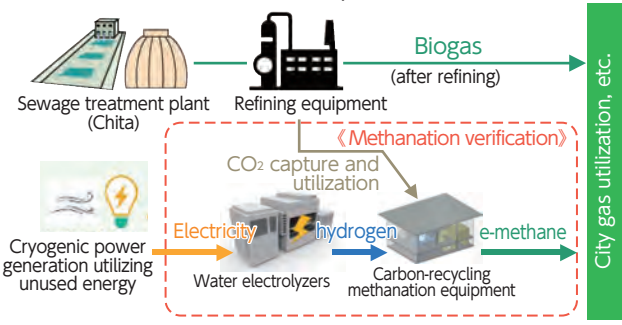 Biogas
(after refining)
Sewage treatment plant
(Chita)
Refining equipment
《Methanation verification》
CO2 capture and
utilization
Electricity
hydrogen
e-methane
Cryogenic power
generation utilizing
unused energy
Water electrolyzers
Carbon-recycling
methanation equipment
City gas utilization, etc.